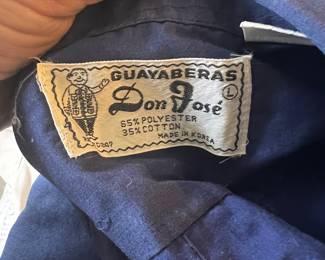 GUAYABERAS
Don José
L
65% POLYESTER
35% COTTON
MADE IN KOREA